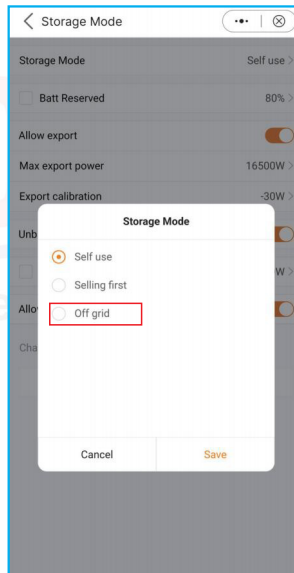 Storage Mode
Storage Mode Self use
Batt Reserved 80%
Allow export
Max export power 16500W
Export calibration -30W
Storage Mode
Unb
Self use
W
Selling first
Allo
Off grid
Cha
Cancel Save